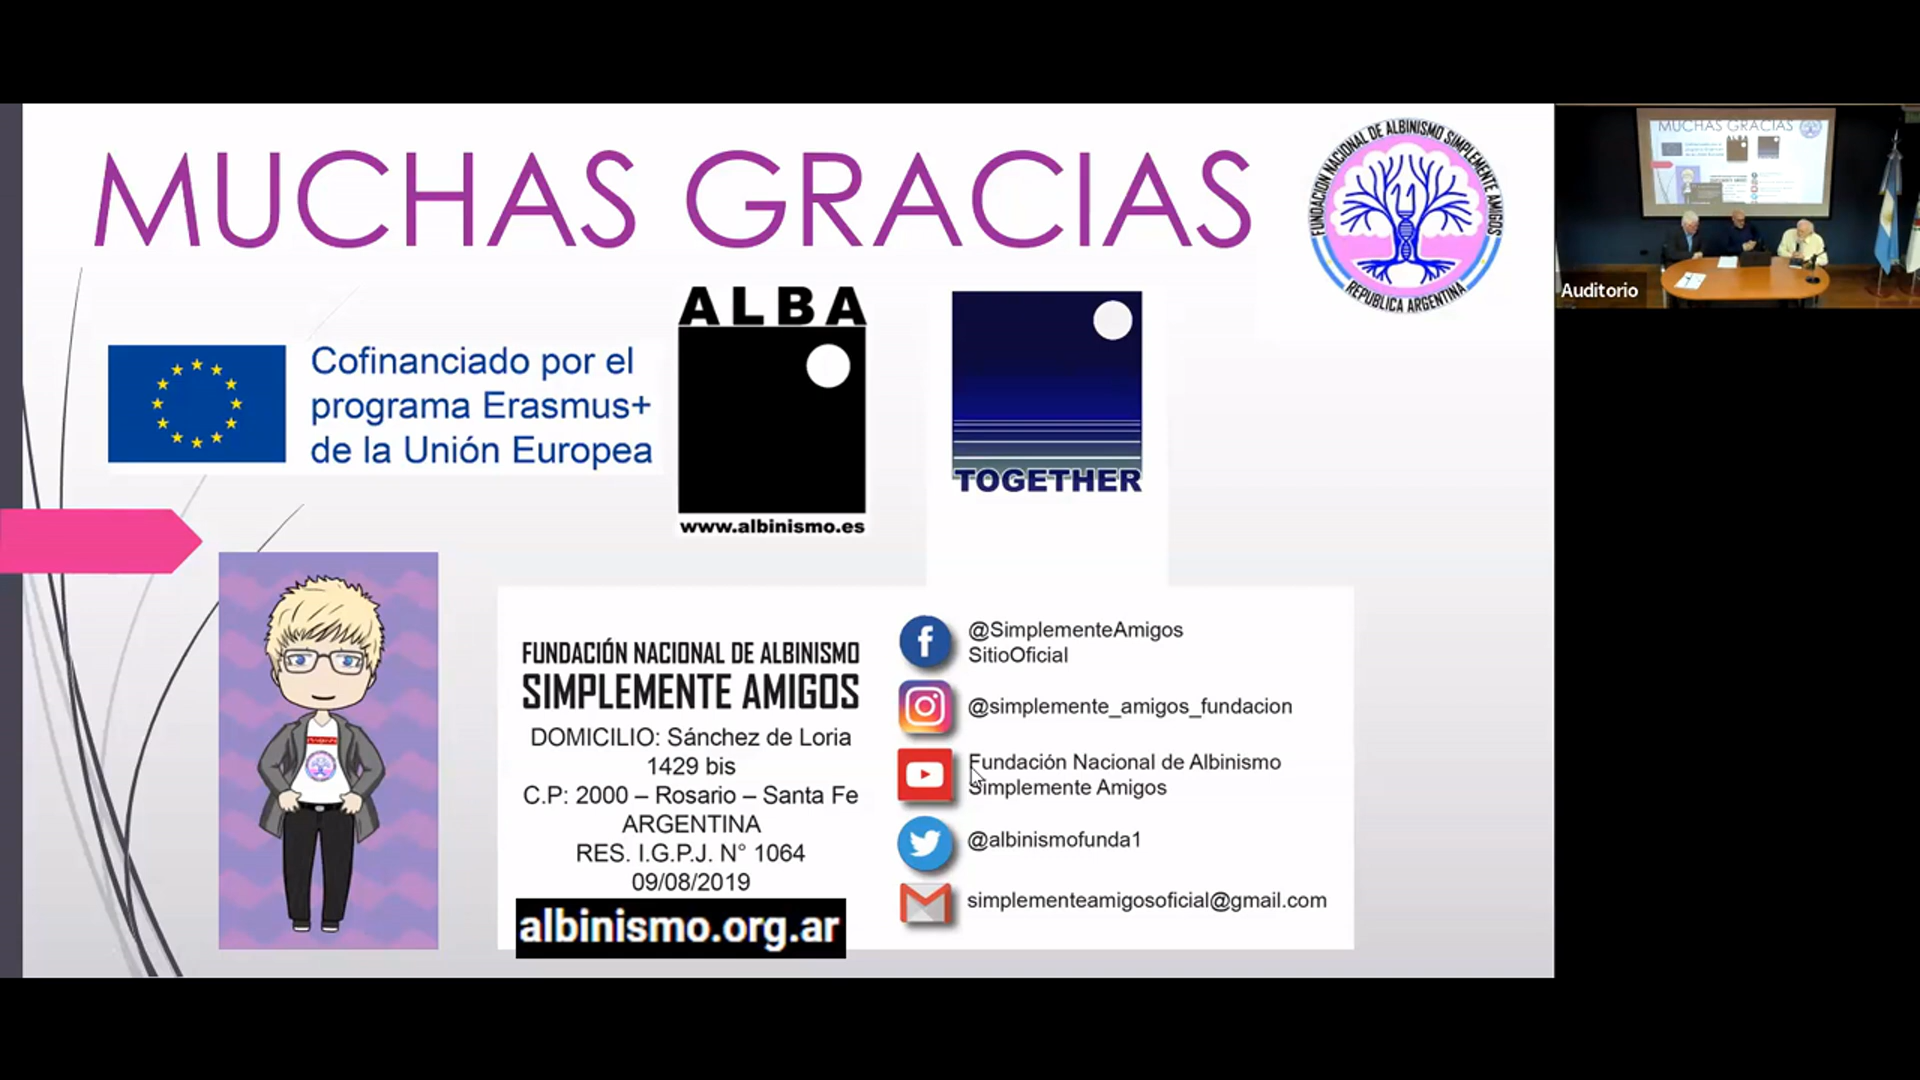 MUCHAS GRACIAS
FUNDACION NACIONAL DE ALBINISMO SIMPLEMENTE AMIGOS
REPUBLICA ARGENTINA
MUCHAS GRACIAS
Auditorio
Cofinanciado por el
programa Erasmus+
de la Unión Europea
ALBA
www.albinismo.es
TOGETHER
FUNDACIÓN NACIONAL DE ALBINISMO
SIMPLEMENTE AMIGOS
DOMICILIO: Sánchez de Loria
1429 bis
C.P: 2000 – Rosario – Santa Fe
ARGENTINA
RES. I.G.P.J. N° 1064
09/08/2019
albinismo.org.ar
@SimplementeAmigos
SitioOficial
@simplemente_amigos_fundacion
Fundación Nacional de Albinismo
Simplemente Amigos
@albinismofunda1
simplementeamigosoficial@gmail.com